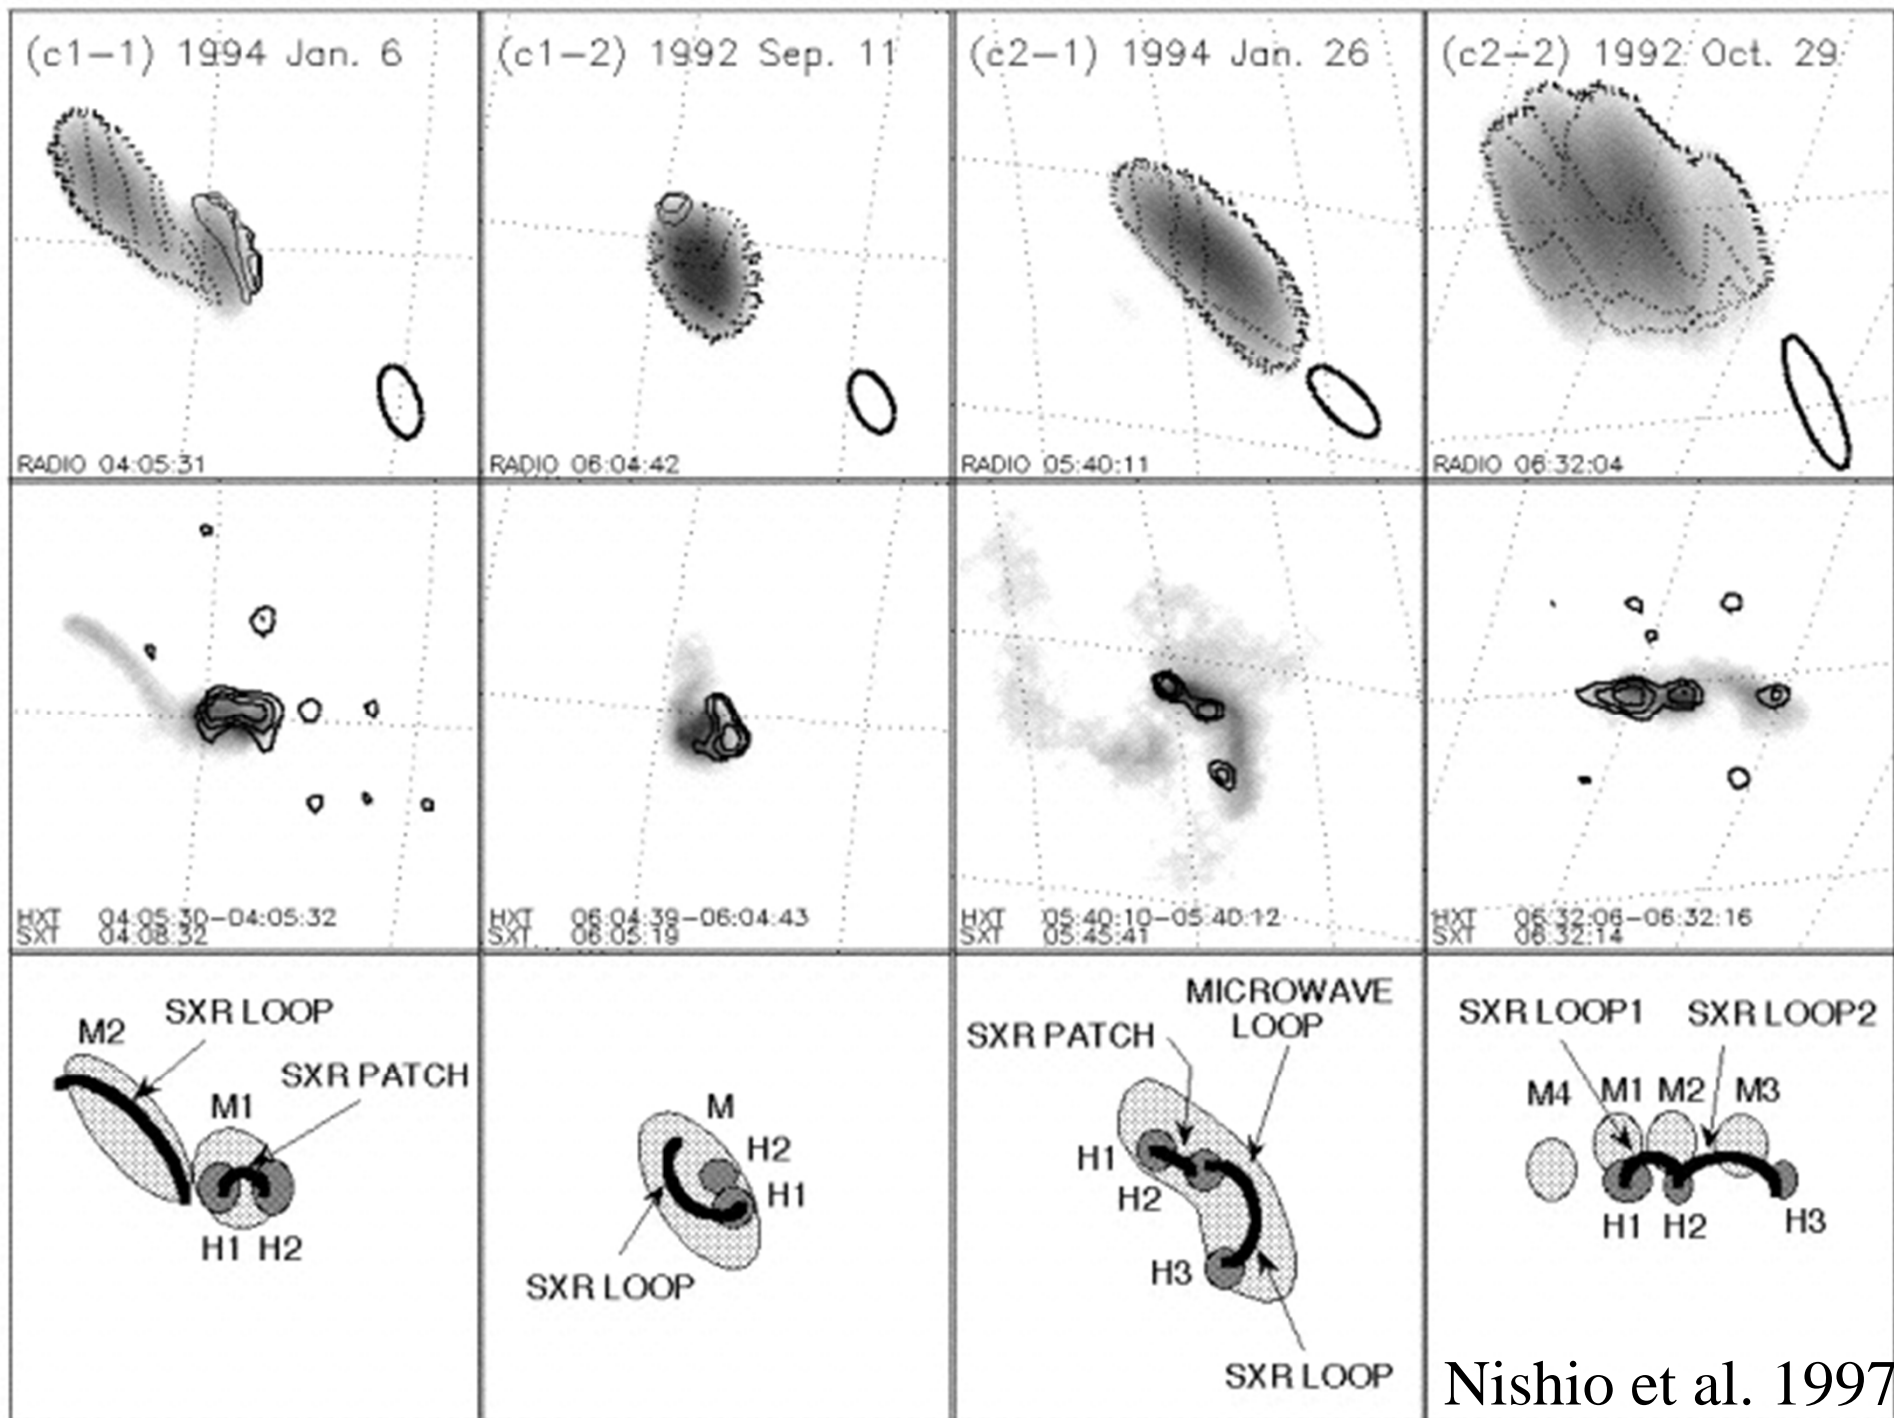 (c1-1) 1994 Jan. 6
(c1-2) 1992 Sep. 11
(c2-1) 1994 Jan. 26
(c2-2) 1992 Oct. 29
RADIO 04:05:31
RADIO 06:04:42
RADIO 05:40:11
RADIO 06:32:04
HXT 04:05:30-04:05:32
SXT 04:08:32
HXT 06:04:39-06:04:43
SXT 06:05:19
HXT 05:40:10-05:40:12
SXT 05:45:41
HXT 06:32:06-06:32:16
SXT 06:32:14
SXR LOOP
M2
SXR PATCH
M1
H1 H2
M
H2
H1
SXR LOOP
MICROWAVE
LOOP
SXR PATCH
H1
H2
H3
SXR LOOP
SXR LOOP1 SXR LOOP2
M4 M1 M2 M3
H1 H2 H3
Nishio et al. 1997